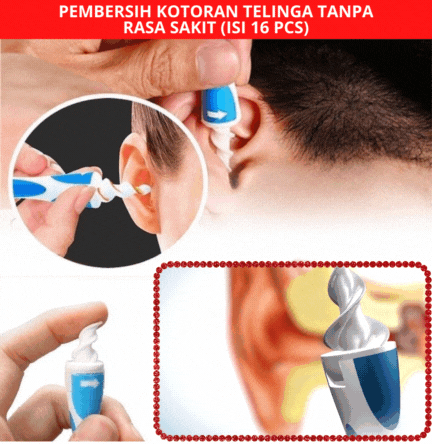 PEMBERSIH KOTORAN TELINGA TANPA
RASA SAKIT (ISI 16 PCS)